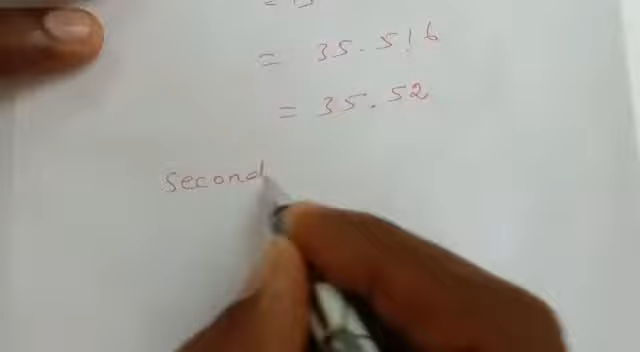 = 35.516
= 35.52
second